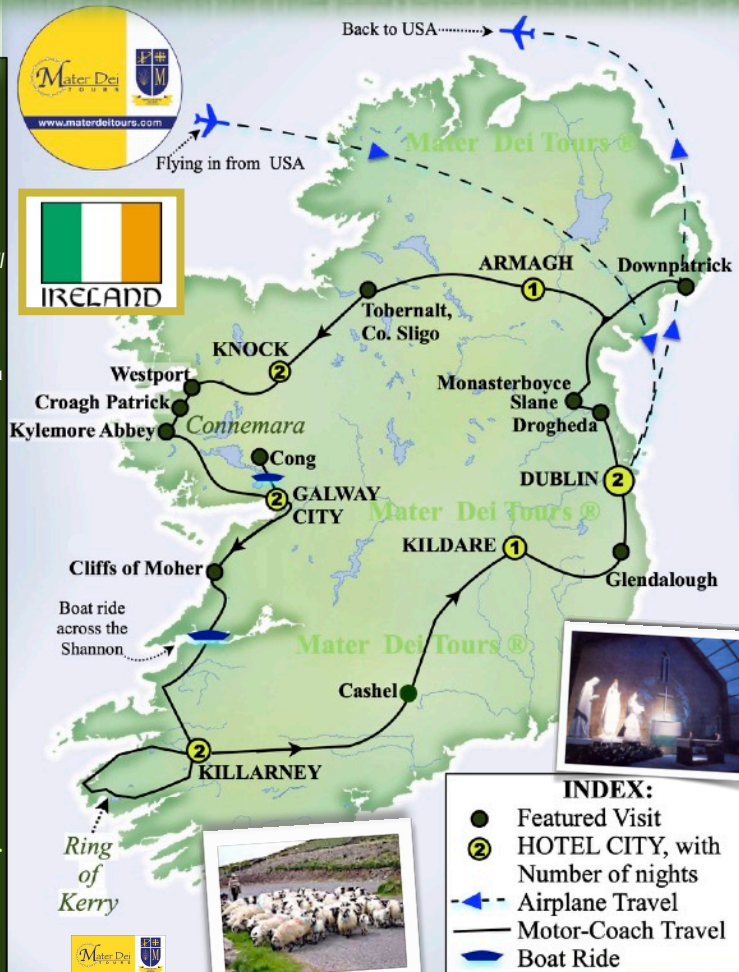 Back to USA
Mater Dei
TOURS
www.materdeitours.com
Flying in from USA
Mater Dei Tours ®
IRELAND
ARMAGH
1
Downpatrick
Tobernalt,
Co. Sligo
KNOCK
2
Westport
Croagh Patrick
Kylemore Abbey
Connemara
Monasterboyce
Slane
Drogheda
Cong
DUBLIN
2
2
GALWAY
CITY
Mater Dei Tours ®
KILDARE
1
Cliffs of Moher
Glendalough
Boat ride
across the
Shannon
Mater Dei Tours ®
Cashel
2
KILLARNEY
Ring
of
Kerry
INDEX:
Featured Visit
2 HOTEL CITY, with
Number of nights
Airplane Travel
Motor-Coach Travel
Boat Ride
Mater Dei
TOURS